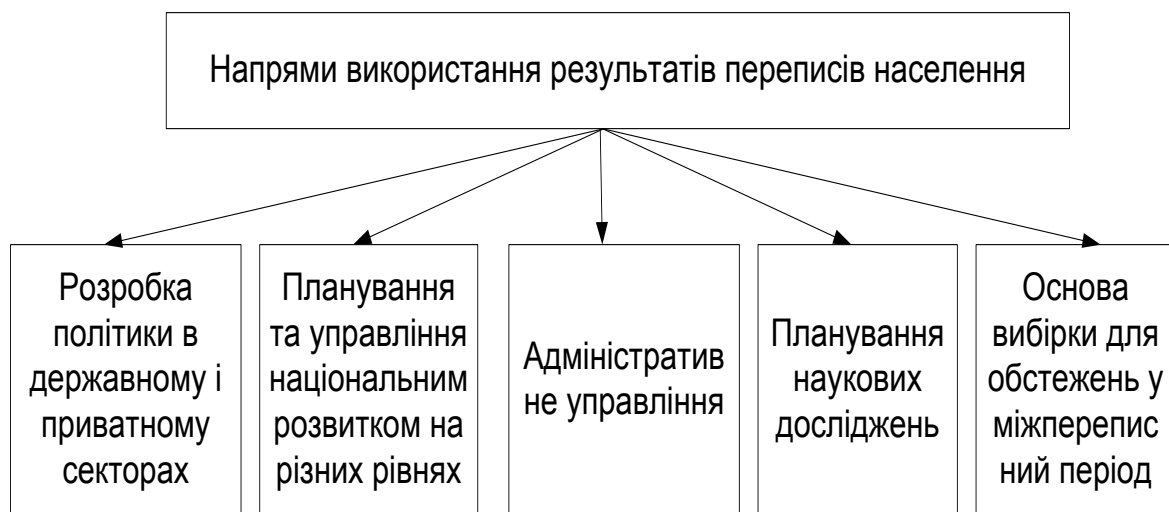 Напрями використання результатів переписів населення
Розробка
політики в
державному і
приватному
секторах
Планування
та управління
національним
розвитком на
різних рівнях
Адміністратив
не управління
Планування
наукових
досліджень
Основа
вибірки для
обстежень у
міжперепис
ний період